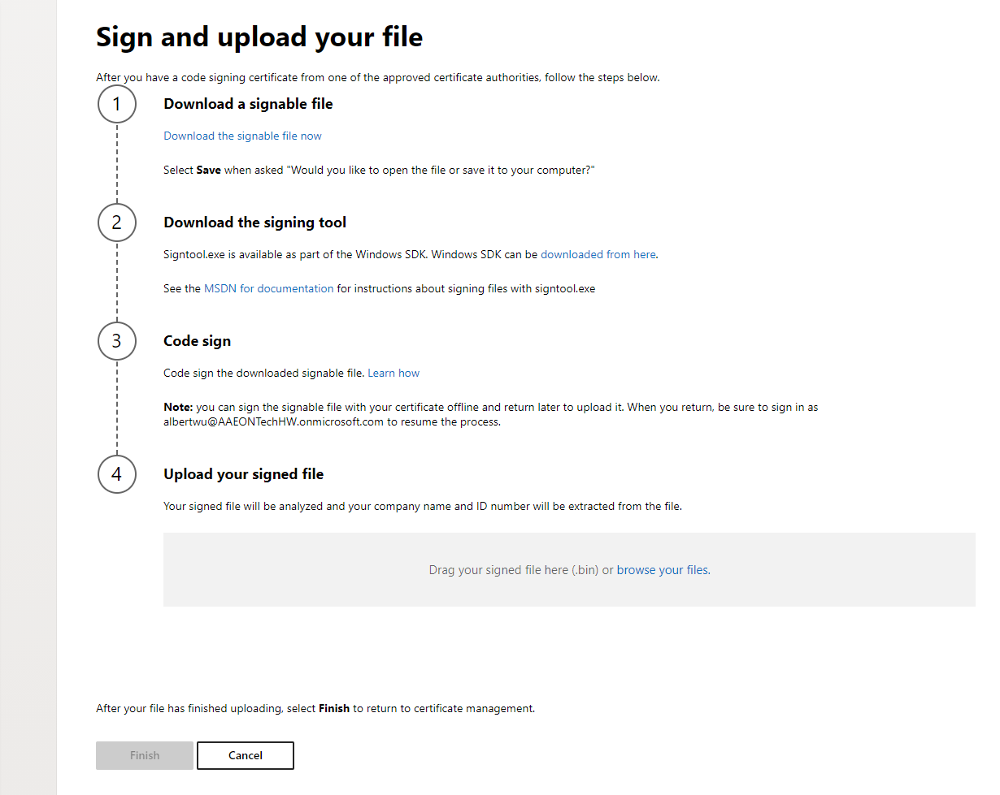 Sign and upload your file
After you have a code signing certificate from one of the approved certificate authorities, follow the steps below.
1
Download a signable file
Download the signable file now
Select Save when asked "Would you like to open the file or save it to your computer?"
2
Download the signing tool
Signtool.exe is available as part of the Windows SDK. Windows SDK can be downloaded from here.
See the MSDN for documentation for instructions about signing files with signtool.exe
3
Code sign
Code sign the downloaded signable file. Learn how
Note: you can sign the signable file with your certificate offline and return later to upload it. When you return, be sure to sign in as
albertwu@AAEONTechHW.onmicrosoft.com to resume the process.
4
Upload your signed file
Your signed file will be analyzed and your company name and ID number will be extracted from the file.
Drag your signed file here (.bin) or browse your files.
After your file has finished uploading, select Finish to return to certificate management.
Finish
Cancel